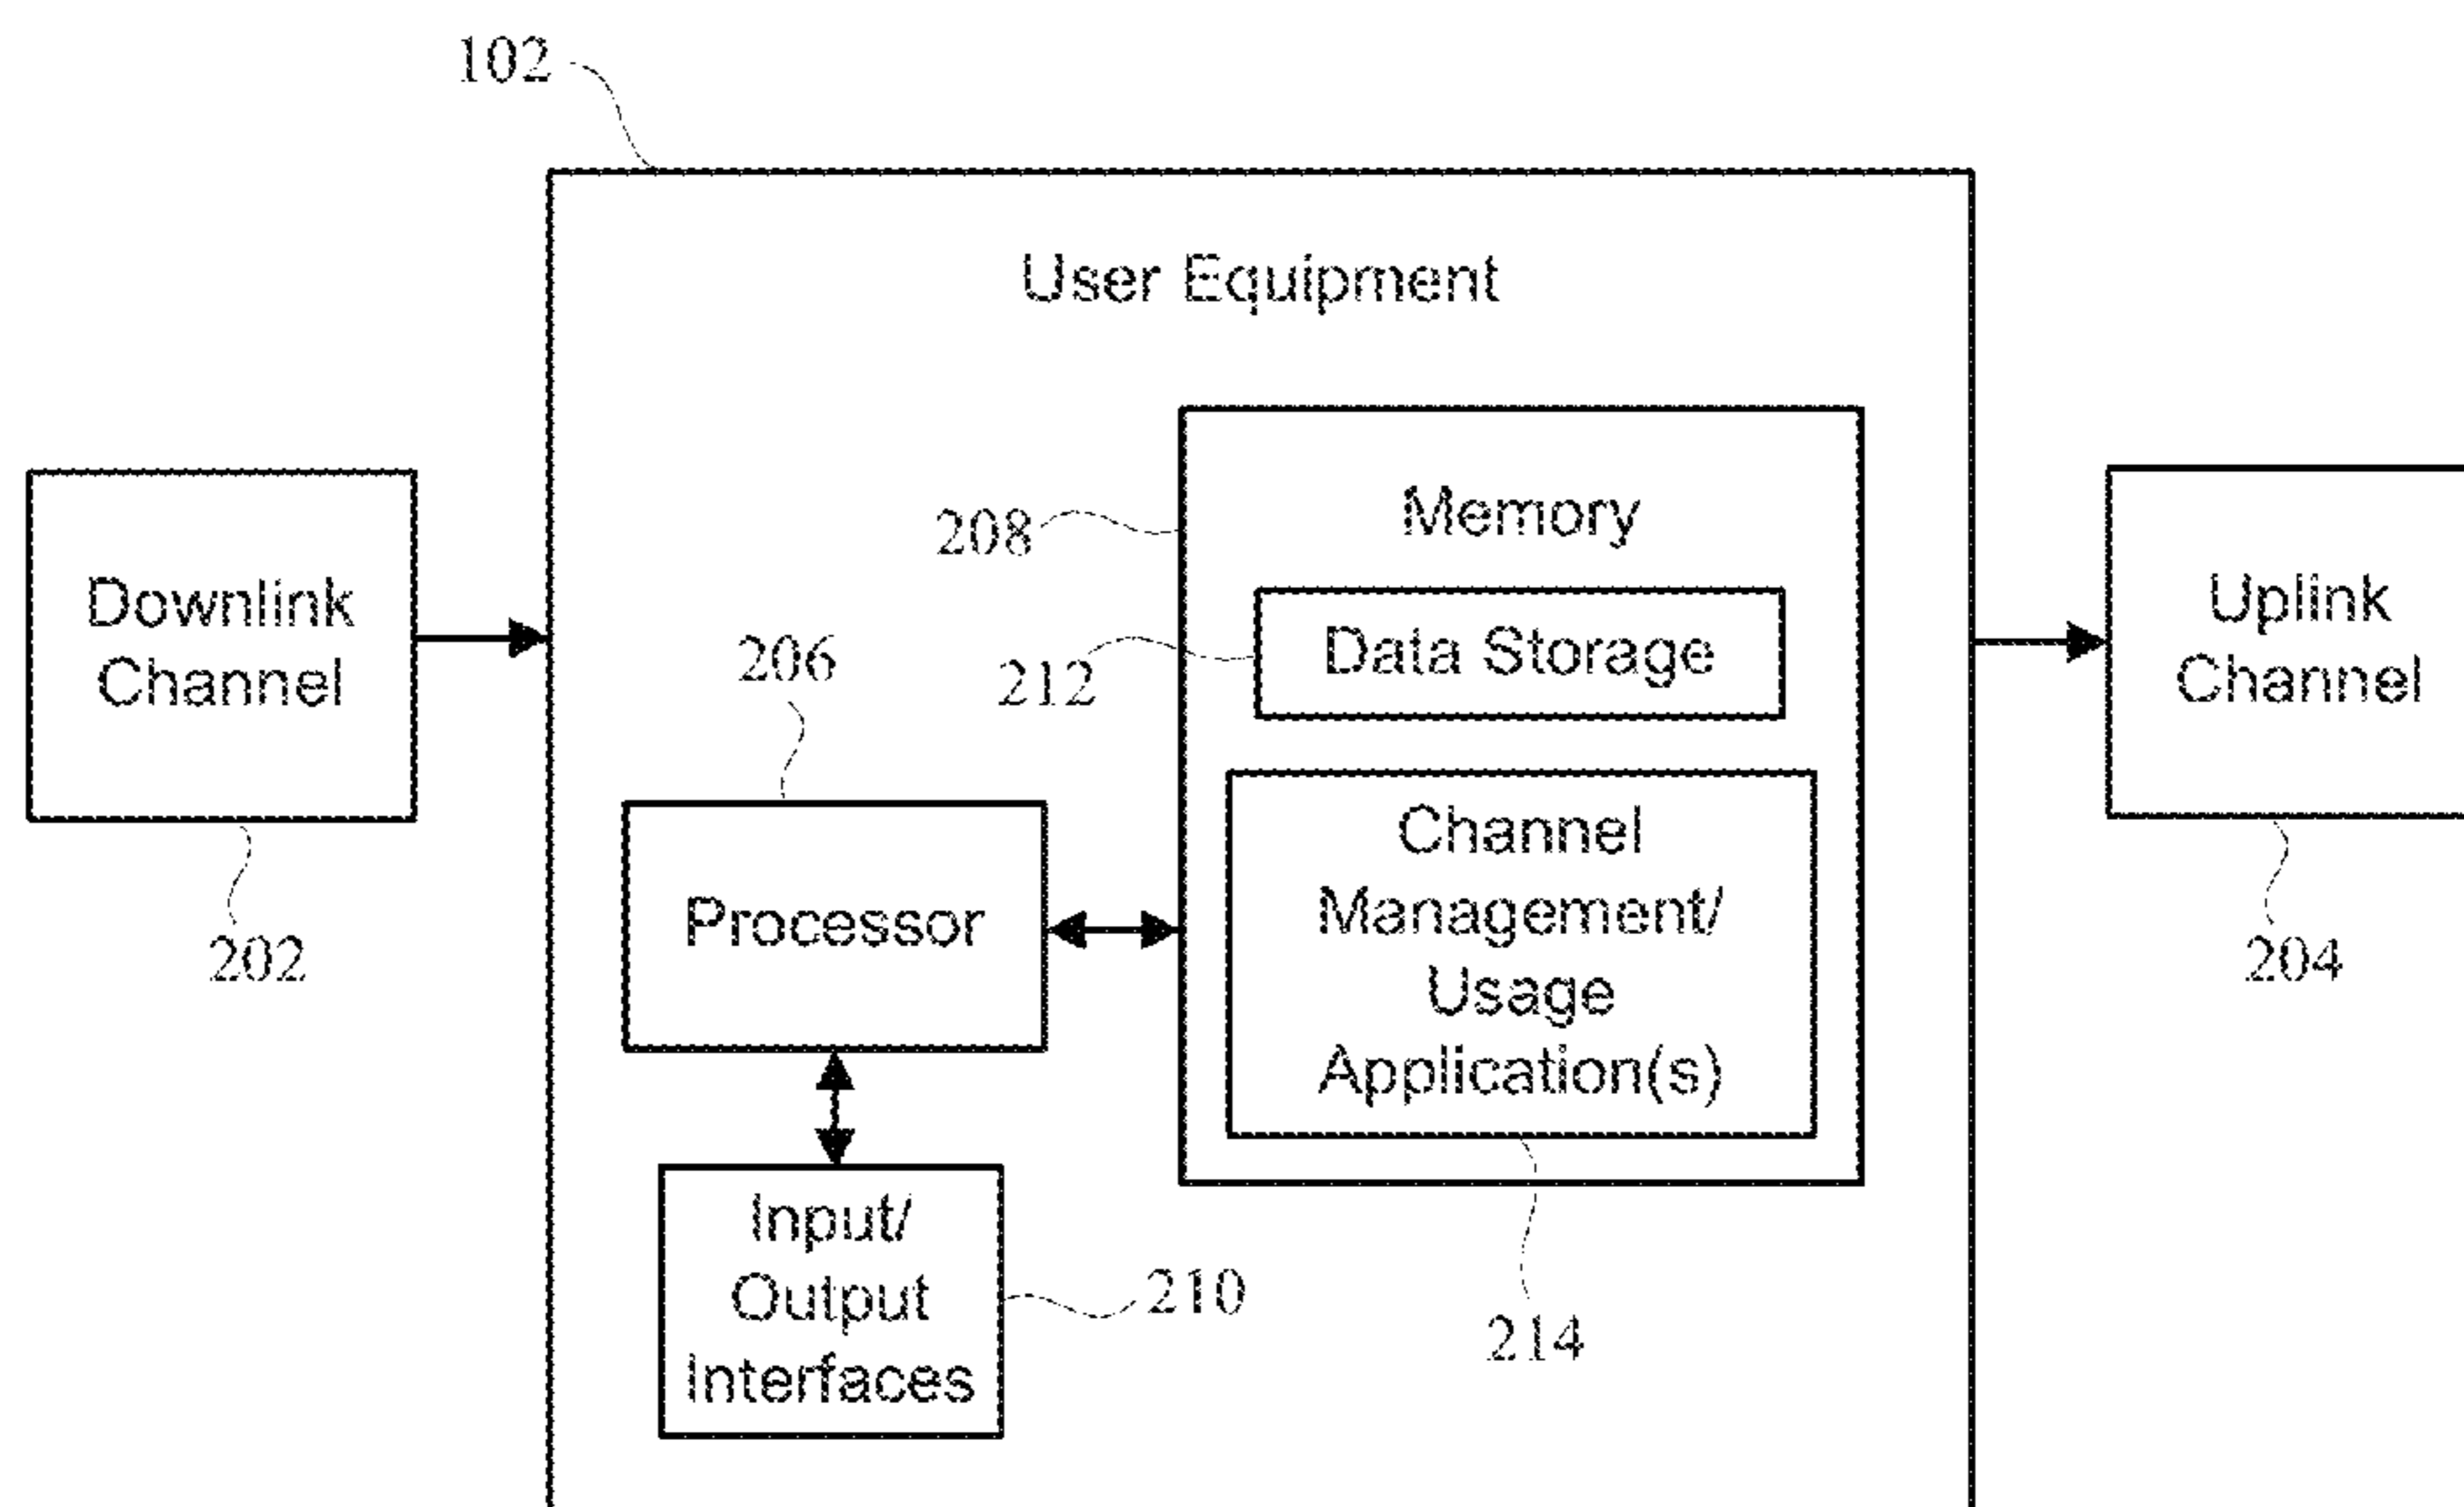 102
User Equipment
Memory
208
Downlink
Channel
Data Storage
212
206
Uplink
Channel
Channel
Management/
Usage
Application(s)
Processor
202
204
Input/
Output
Interfaces
210
214